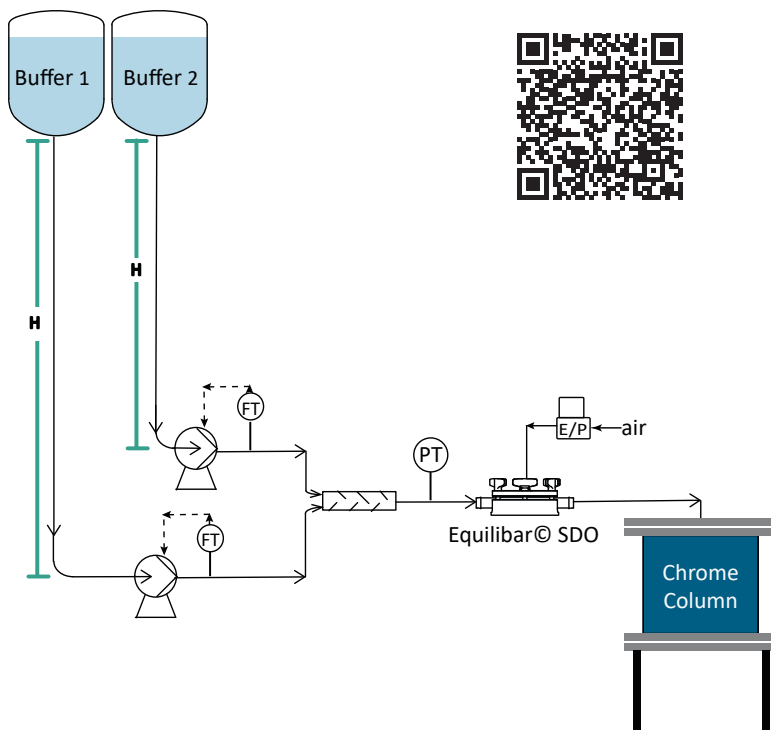 Buffer 1
Buffer 2
H
H
FT
E/P
air
PT
Equilibar© SDO
FT
Chrome
Column